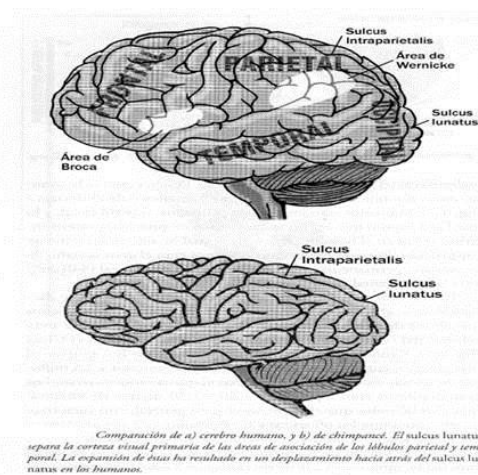 Sulcus
Intraparietalis
FRONTAL
PARIETAL
Área de
Wernicke
OCCIPITAL
Sulcus
lunatus
TEMPORAL
Área de
Broca
Sulcus
Intraparietalis
Sulcus
lunatus
Comparación de a) cerebro humano, y b) de chimpancé. El sulcus lunatu
separa la corteza visual primaria de las áreas de asociación de los lóbulos parietal y tem
poral. La expansión de éstas ha resultado en un desplazamiento hacia atrás del sulcus lu
natus en los humanos.